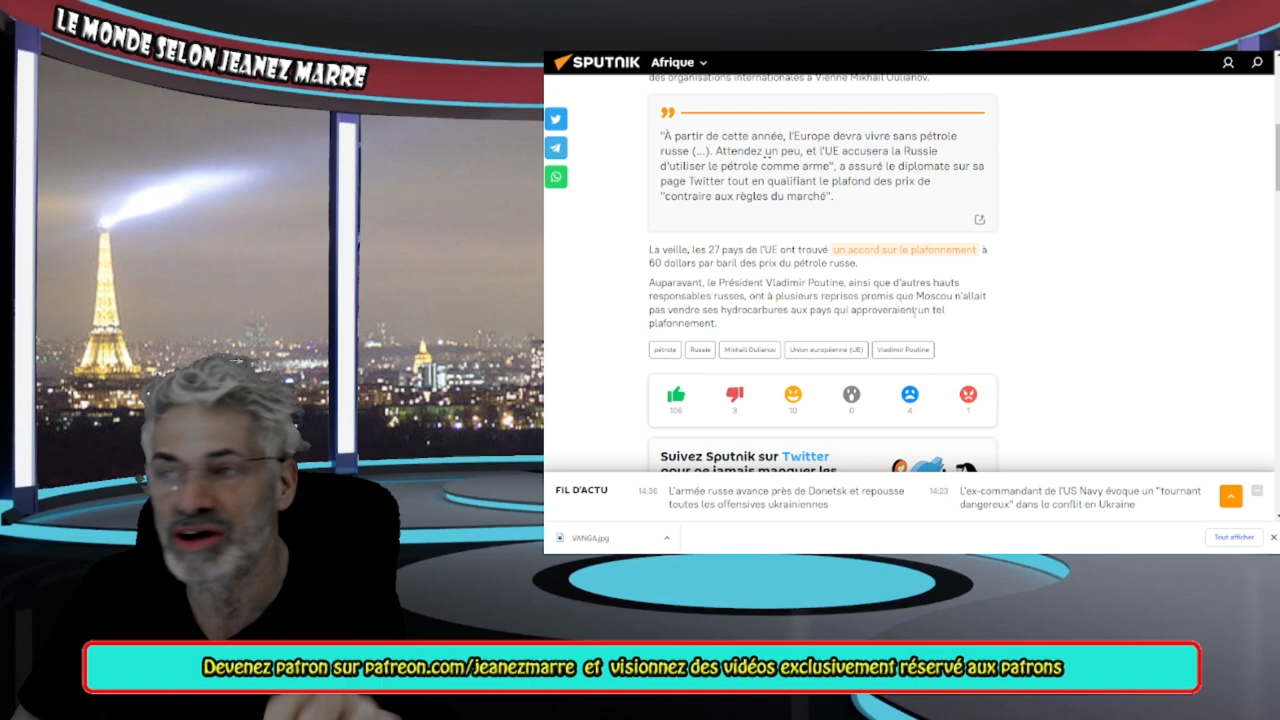 LE MONDE SELON JEANEZ MARRE
SPUTNIK Afrique
des organisations internationales à Vienne Mikhaïl Oulianov.
"À partir de cette année, l'Europe devra vivre sans pétrole
russe (...). Attendez un peu, et l'UE accusera la Russie
d'utiliser le pétrole comme arme", a assuré le diplomate sur sa
page Twitter tout en qualifiant le plafond des prix de
"contraire aux règles du marché".
La veille, les 27 pays de l'UE ont trouvé un accord sur le plafonnement à
60 dollars par baril des prix du pétrole russe.
Auparavant, le Président Vladimir Poutine, ainsi que d'autres hauts
responsables russes, ont à plusieurs reprises promis que Moscou n'allait
pas vendre ses hydrocarbures aux pays qui approveraient un tel
plafonnement.
pétrole Russie Mikhaïl Oulianov Union européenne (UE) Vladimir Poutine
106 3 10 0 4 1
Suivez Sputnik sur Twitter
pour ne jamais manquer les
FIL D'ACTU
14:36 L'armée russe avance près de Donetsk et repousse
toutes les offensives ukrainiennes
14:23 L'ex-commandant de l'US Navy évoque un "tournant
dangereux" dans le conflit en Ukraine
VANGA.jpg
Tout afficher
Devenez patron sur patreon.com/jeanezmarre et visionnez des vidéos exclusivement réservé aux patrons